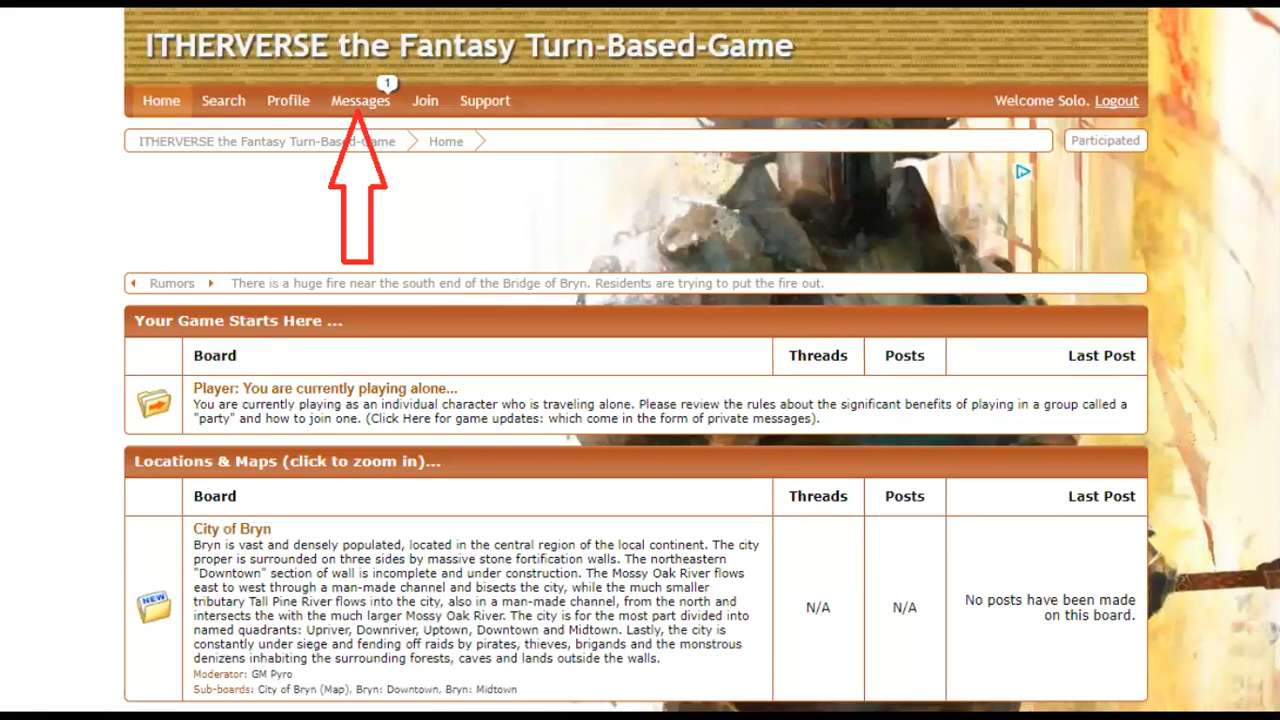 ITHERVERSE the Fantasy Turn-Based-Game
1
Home Search Profile Messages Join Support Welcome Solo. Logout
ITHERVERSE the Fantasy Turn-Based-Game Home Participated
Rumors There is a huge fire near the south end of the Bridge of Bryn. Residents are trying to put the fire out.
Your Game Starts Here ...
Board Threads Posts Last Post
Player: You are currently playing alone...
You are currently playing as an individual character who is traveling alone. Please review the rules about the significant benefits of playing in a group called a
"party" and how to join one. (Click Here for game updates: which come in the form of private messages).
Locations & Maps (click to zoom in)...
Board Threads Posts Last Post
City of Bryn
Bryn is vast and densely populated, located in the central region of the local continent. The city
proper is surrounded on three sides by massive stone fortification walls. The northeastern
"Downtown" section of wall is incomplete and under construction. The Mossy Oak River flows
east to west through a man-made channel and bisects the city, while the much smaller
tributary Tall Pine River flows into the city, also in a man-made channel, from the north and
intersects the with the much larger Mossy Oak River. The city is for the most part divided into
named quadrants: Upriver, Downriver, Uptown, Downtown and Midtown. Lastly, the city is
constantly under siege and fending off raids by pirates, thieves, brigands and the monstrous
denizens inhabiting the surrounding forests, caves and lands outside the walls.
Moderator: GM Pyro
Sub-boards: City of Bryn (Map), Bryn: Downtown, Bryn: Midtown
NEW
N/A N/A
No posts have been made
on this board.